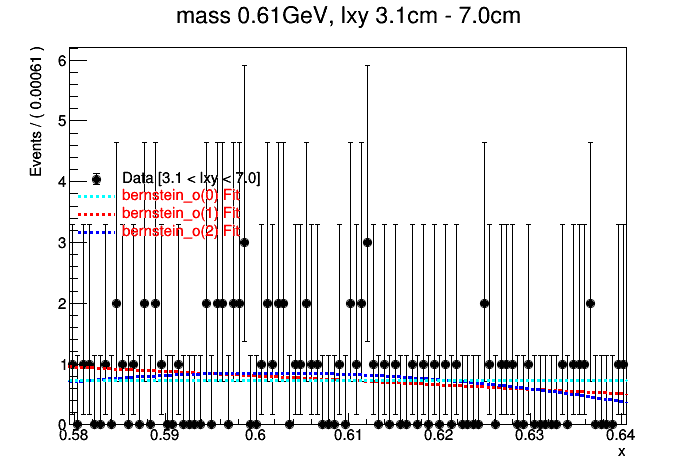 mass 0.61GeV, lxy 3.1cm - 7.0cm
Events / ( 0.00061 )
6
5
4
3
2
1
0
Data [3.1 < lxy < 7.0]
bernstein_o(0) Fit
bernstein_o(1) Fit
bernstein_o(2) Fit
0.58 0.59 0.6 0.61 0.62 0.63 0.64
x